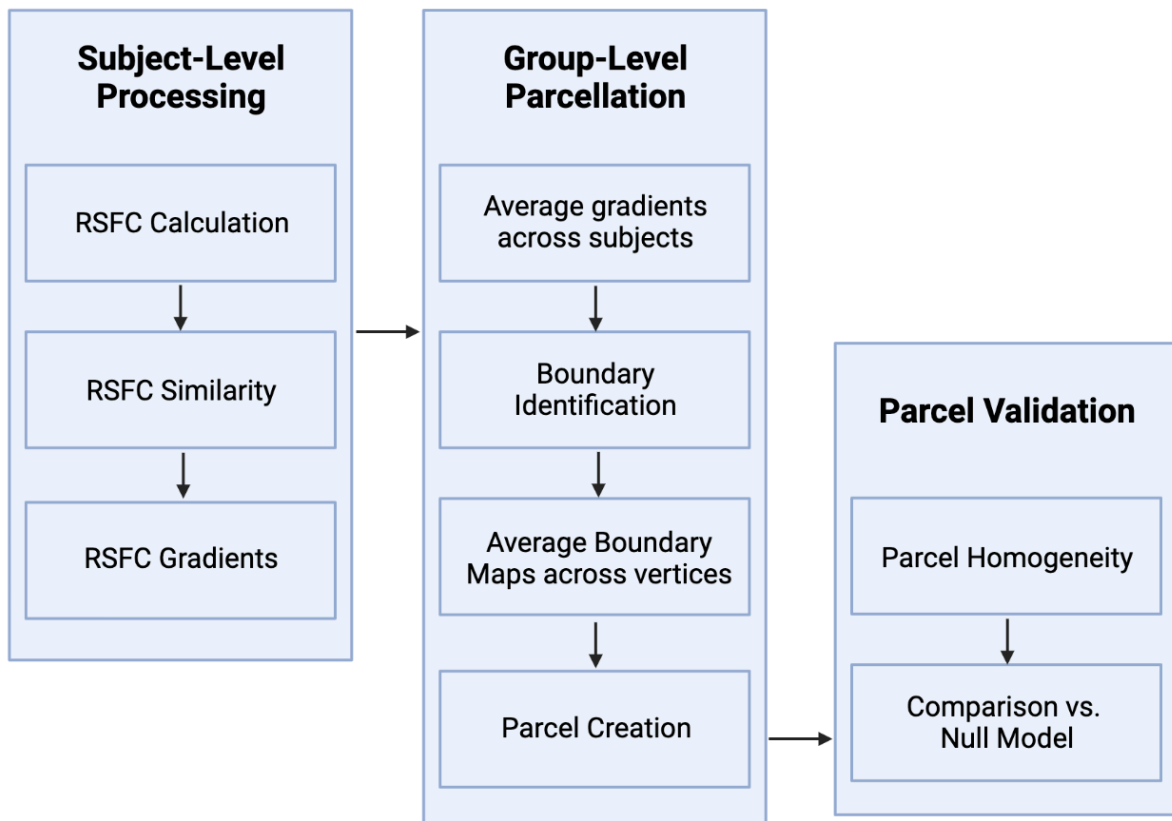 Subject-Level
Processing
RSFC Calculation
RSFC Similarity
RSFC Gradients
Group-Level
Parcellation
Average gradients
across subjects
Boundary
Identification
Average Boundary
Maps across vertices
Parcel Creation
Parcel Validation
Parcel Homogeneity
Comparison vs.
Null Model